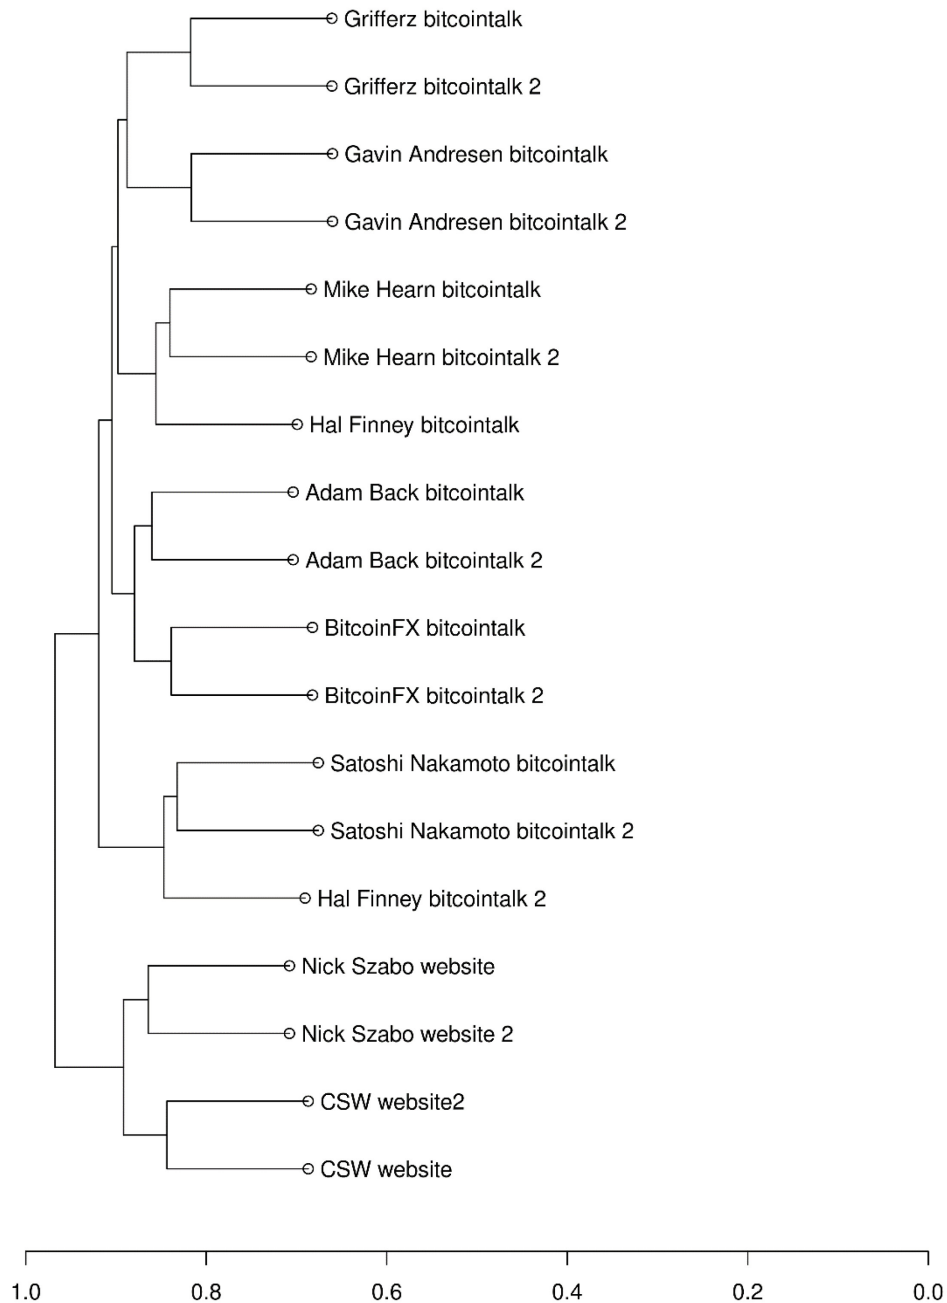 Grifferz bitcointalk
Grifferz bitcointalk 2
Gavin Andresen bitcointalk
Gavin Andresen bitcointalk 2
Mike Hearn bitcointalk
Mike Hearn bitcointalk 2
Hal Finney bitcointalk
Adam Back bitcointalk
Adam Back bitcointalk 2
BitcoinFX bitcointalk
BitcoinFX bitcointalk 2
Satoshi Nakamoto bitcointalk
Satoshi Nakamoto bitcointalk 2
Hal Finney bitcointalk 2
Nick Szabo website
Nick Szabo website 2
CSW website2
CSW website
1.0 0.8 0.6 0.4 0.2 0.0